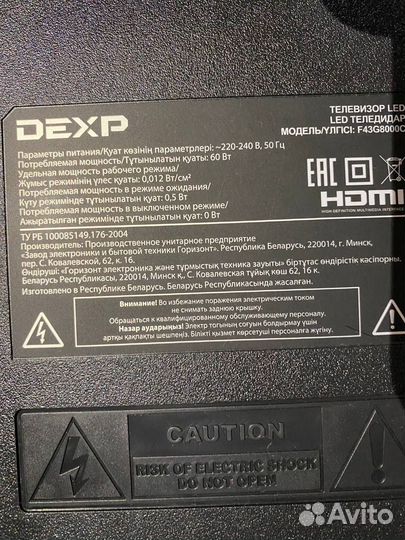 DEXP
ТЕЛЕВИЗОР LED
LED ТЕЛЕДИДАР
МОДЕЛЬ/ҮЛГІСІ: F43G8000C
Параметры питания/Қуат көзінің параметрлері: ~220-240 В, 50 Гц
Потребляемая мощность/Тұтынылатын қуаты: 60 Вт
Удельная мощность рабочего режима/
Жұмыс режимінің үлес қуаты: 0,012 Вт/см²
Потребляемая мощность в режиме ожидания/
Күту режимінде тұтынылатын қуат: 0,5 Вт
Потребляемая мощность в выключенном режиме/
Ажыратылған режимде тұтынылатын қуат: 0 Вт
EAC
HDMI
HIGH DEFINITION MULTIMEDIA INTERFACE
ТУ РБ 100085149.176-2004
Производитель: Производственное унитарное предприятие
«Завод электроники и бытовой техники Горизонт». Республика Беларусь, 220014, г. Минск,
пер. С. Ковалевской, 62, к. 16.
Өндіруші: «Горизонт электроника және тұрмыстық техника зауыты» біртұтас өндірістік кәсіпорны.
Беларусь Республикасы, 220014, Минск қ., С. Ковалевская тұйық көш 62, 16 к.
Изготовлено в Республике Беларусь. Беларусь Республикасында жасалған.
Внимание! Во избежание поражения электрическим током
не снимать заднюю крышку.
Обращаться к квалифицированному обслуживающему персоналу.
Назар аударыңыз! Электр тогының соғуын болдырмау үшін
артқы қақпақты шешпеңіз. Білікті қызмет көрсетуші персоналға жүгініңіз.
CAUTION
RISK OF ELECTRIC SHOCK
DO NOT OPEN
Avito